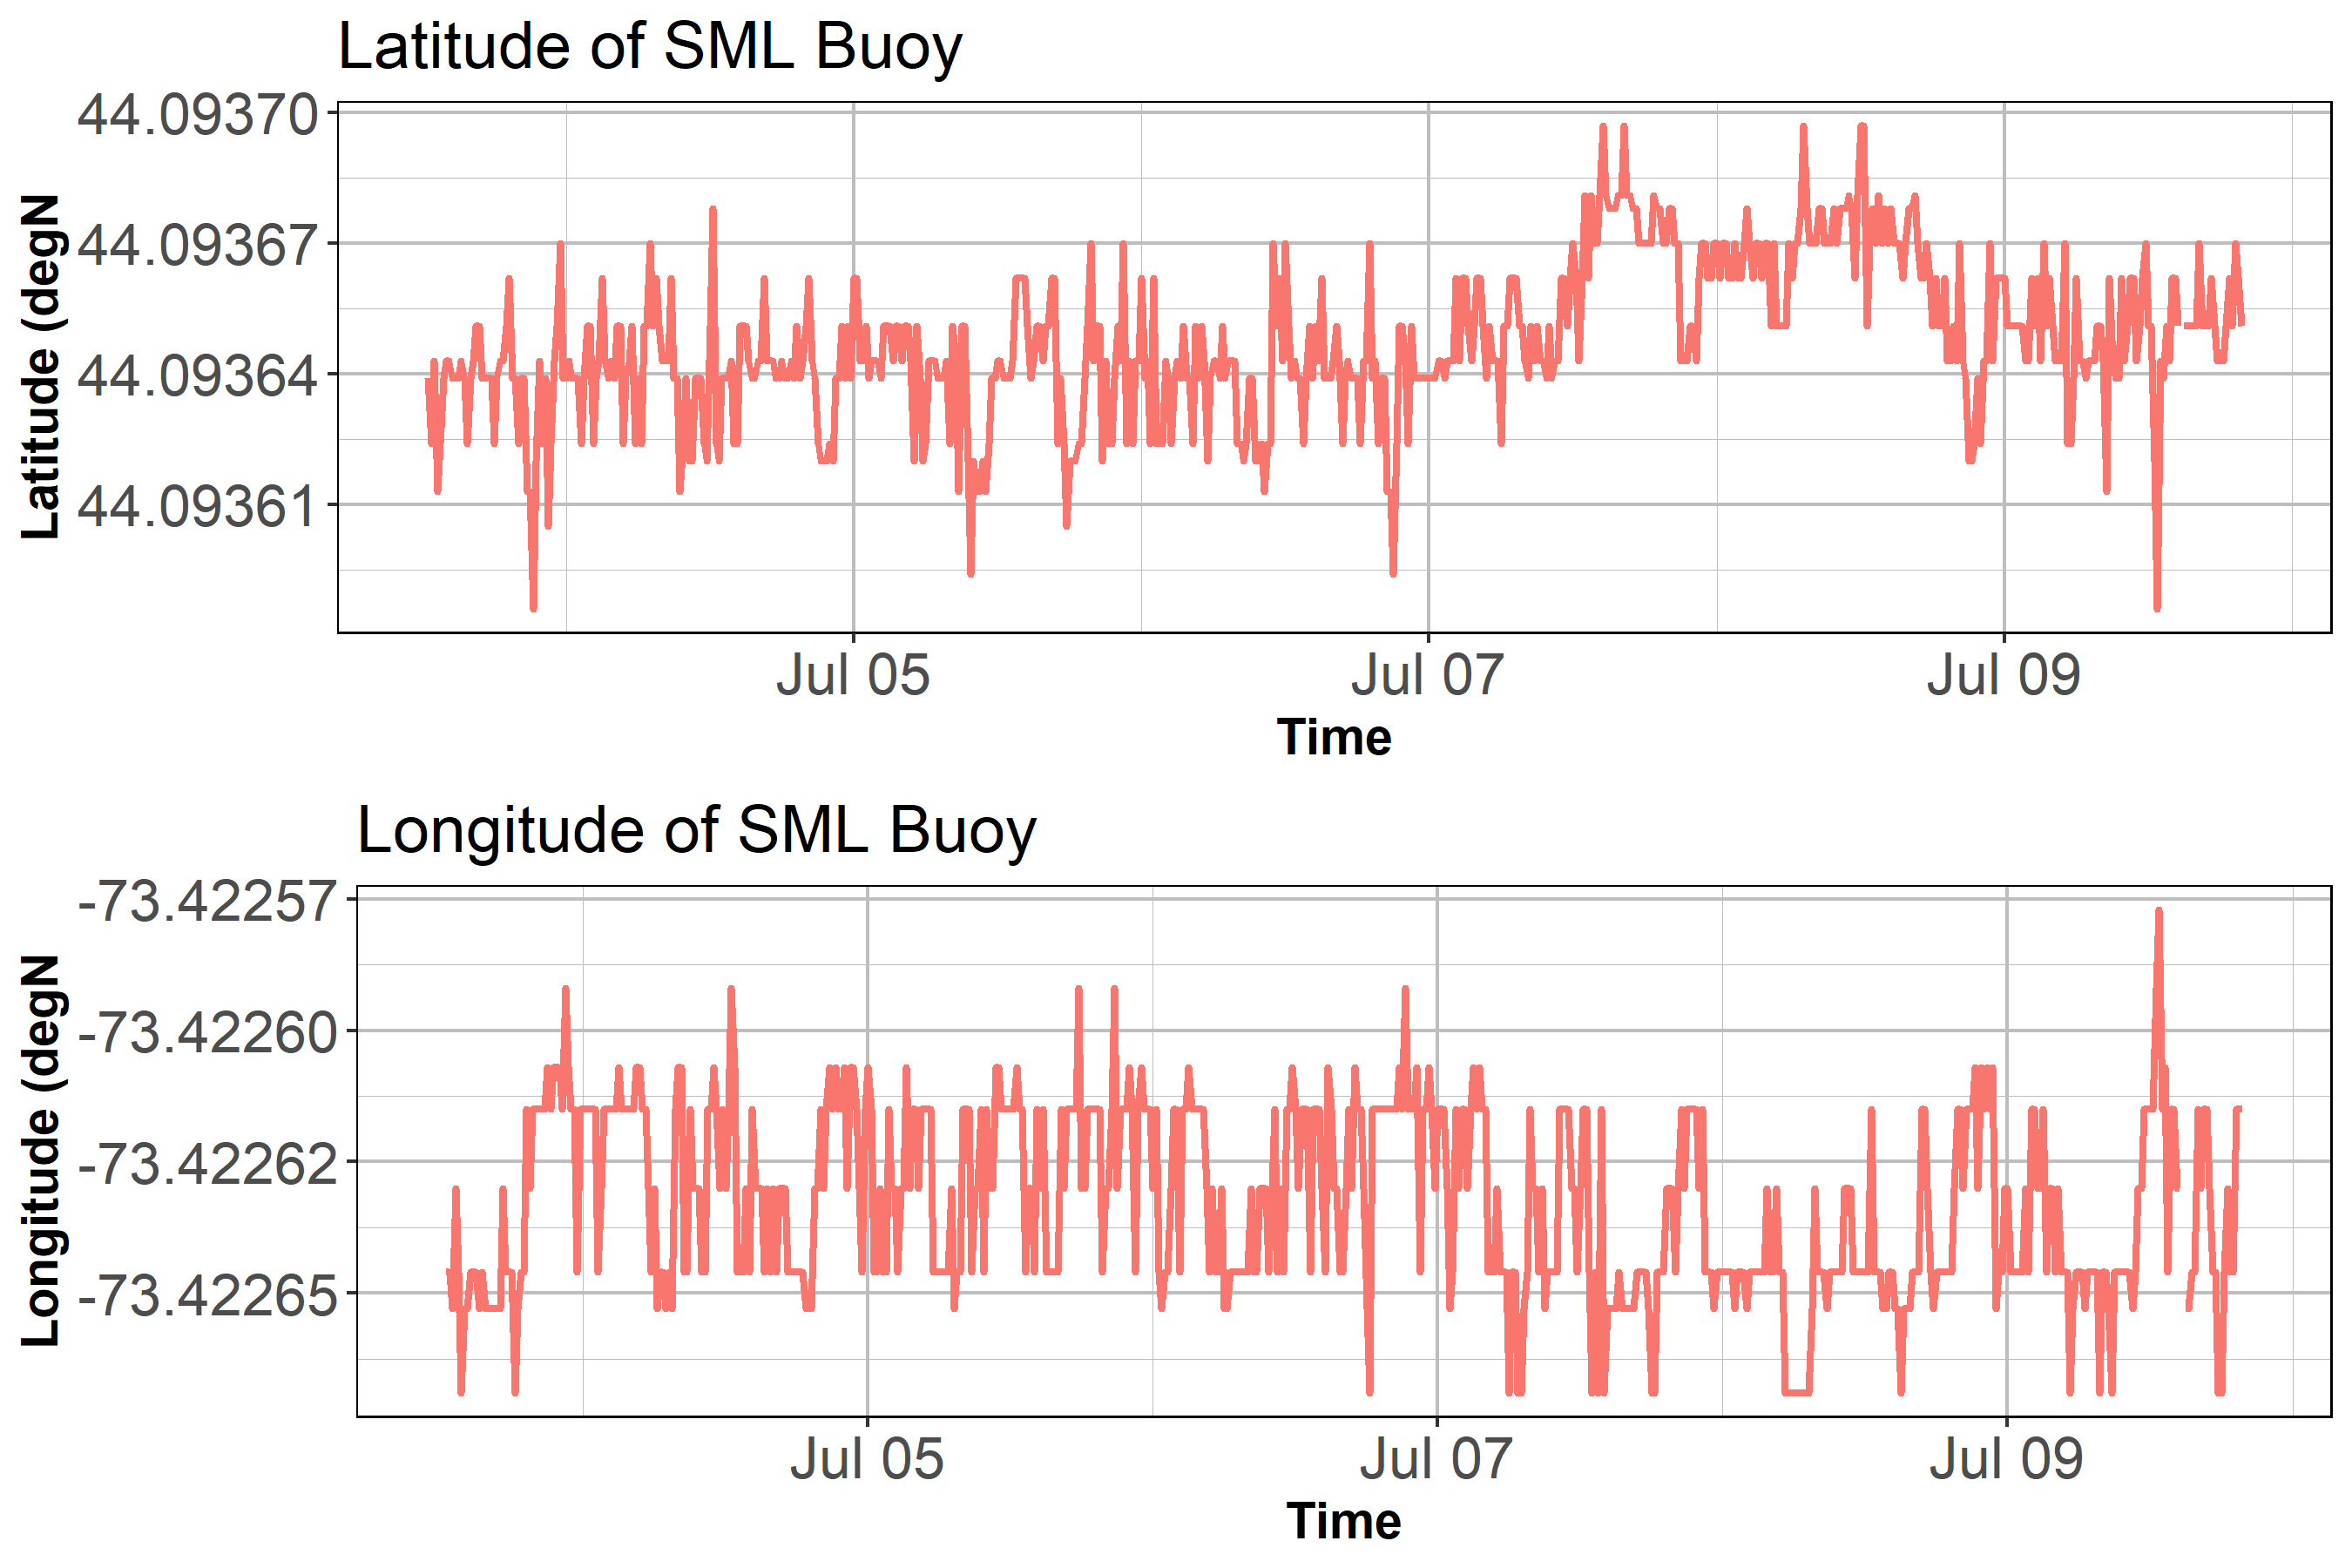 Latitude of SML Buoy
44.09370
44.09367
44.09364
44.09361
Latitude (degN
Jul 05 Jul 07 Jul 09
Time
Longitude of SML Buoy
-73.42257
-73.42260
-73.42262
-73.42265
Longitude (degN
Jul 05 Jul 07 Jul 09
Time